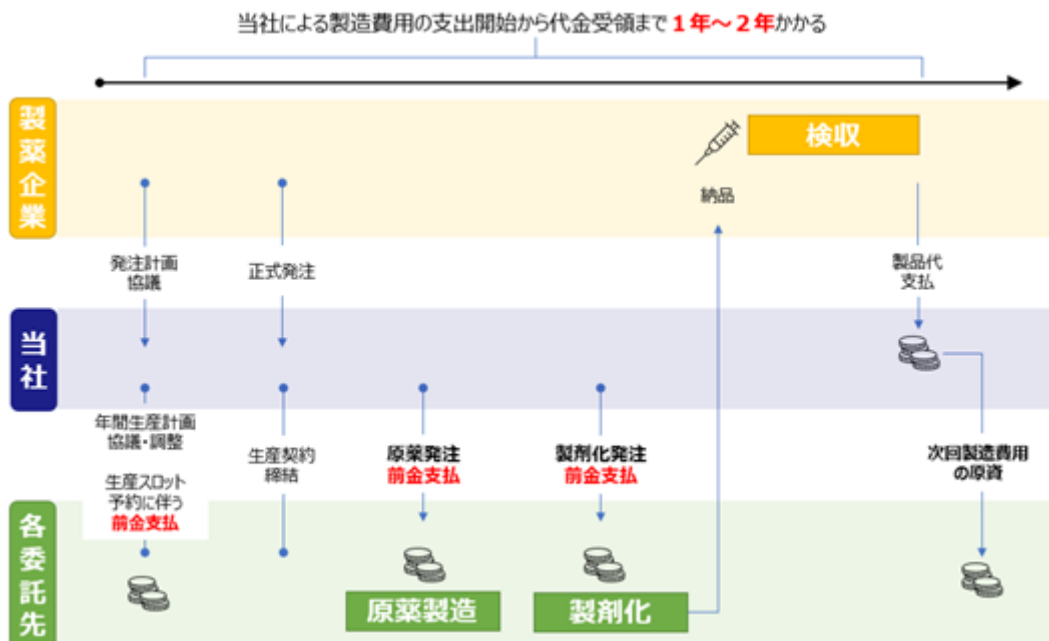 当社による製造費用の支出開始から代金受領まで１年～２年かかる
製薬企業
検収
納品
発注計画
協議
正式発注
製品代
支払
当社
年間生産計画
協議・調整
生産スロット
予約に伴う
前金支払
生産契約
締結
原薬発注
前金支払
製剤化発注
前金支払
次回製造費用
の原資
各委託先
原薬製造
製剤化